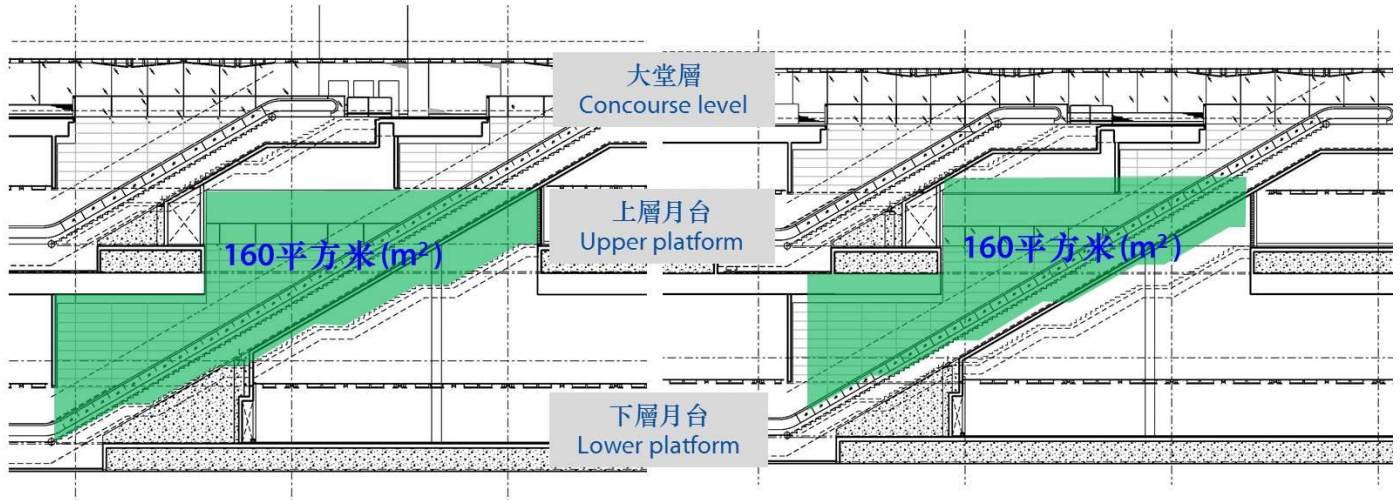 大堂層
Concourse level
上層月台
Upper platform
160平方米(m²)
160平方米(m²)
下層月台
Lower platform